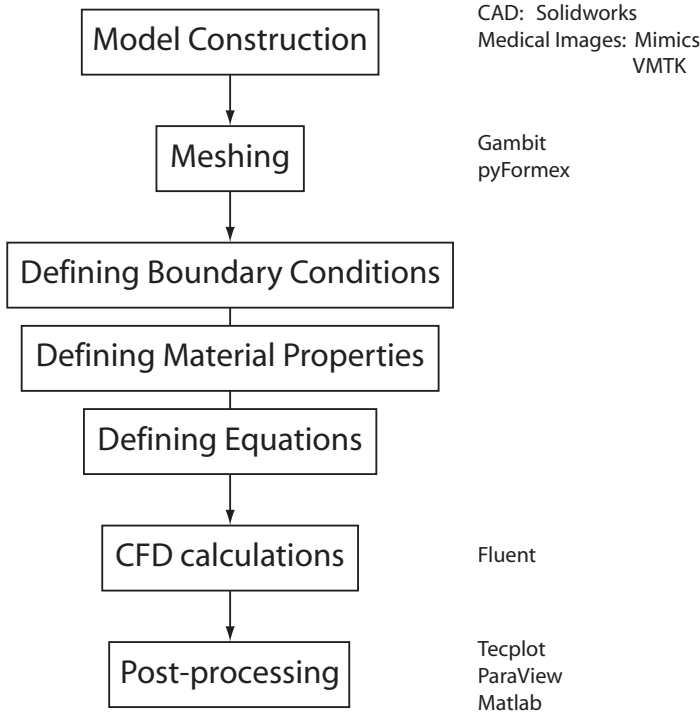 Model Construction
CAD: Solidworks
Medical Images: Mimics
VMTK
Meshing
Gambit
pyFormex
Defining Boundary Conditions
Defining Material Properties
Defining Equations
CFD calculations
Fluent
Post-processing
Tecplot
ParaView
Matlab